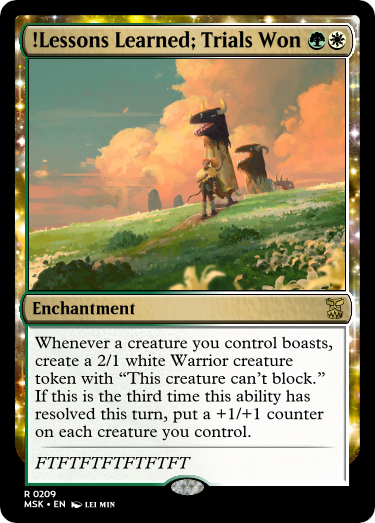 !Lessons Learned; Trials Won
Enchantment
Whenever a creature you control boasts,
create a 2/1 white Warrior creature
token with “This creature can’t block.”
If this is the third time this ability has
resolved this turn, put a +1/+1 counter
on each creature you control.
FTFTFTFTFTFTFT
R 0209
MSK • EN LEI MIN